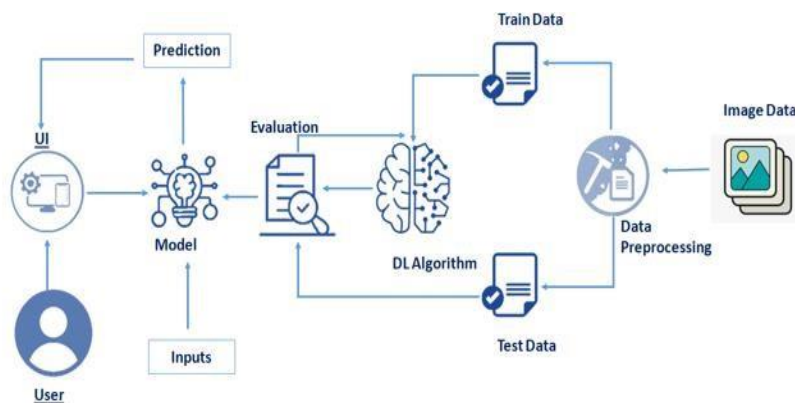 Train Data
Prediction
Image Data
Evaluation
UI
Model
DL Algorithm
Data
Preprocessing
Inputs
Test Data
User